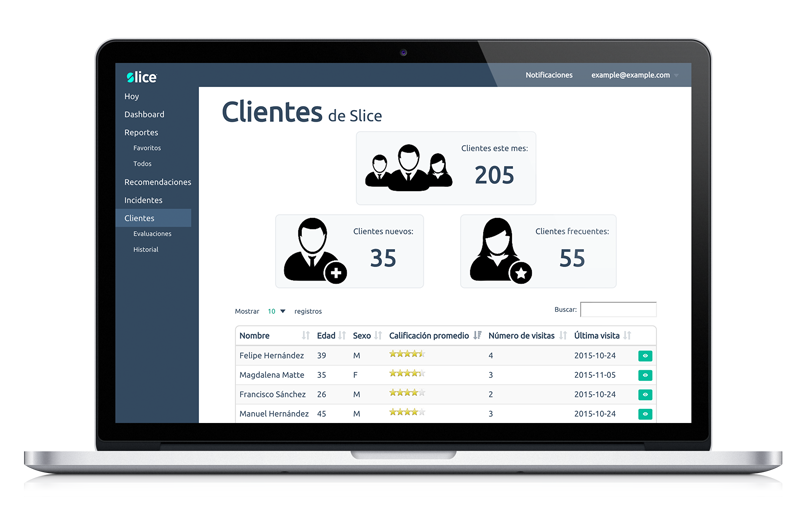 slice
Notificaciones
example@example.com
Hoy
Dashboard
Reportes
Favoritos
Todos
Recomendaciones
Incidentes
Clientes
Evaluaciones
Historial
Clientes de Slice
Clientes este mes:
205
Clientes nuevos:
35
Clientes frecuentes:
55
Mostrar 10 registros
Buscar:
Nombre Edad Sexo Calificación promedio Número de visitas Última visita
Felipe Hernández 39 M 4 2015-10-24
Magdalena Matte 35 F 3 2015-11-05
Francisco Sánchez 26 M 2 2015-10-24
Manuel Hernández 45 M 3 2015-10-24